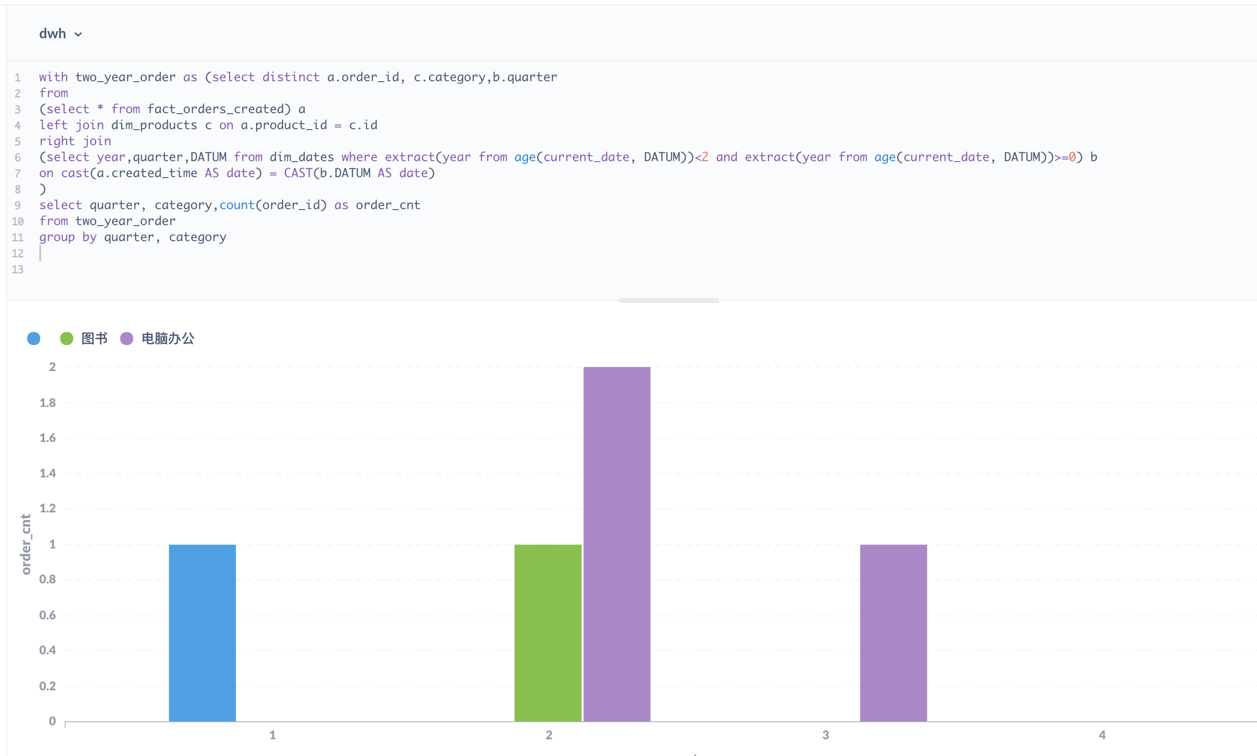 dwh
1 with two_year_order as (select distinct a.order_id, c.category,b.quarter
2 from
3 (select * from fact_orders_created) a
4 left join dim_products c on a.product_id = c.id
5 right join
6 (select year,quarter,DATUM from dim_dates where extract(year from age(current_date, DATUM))<2 and extract(year from age(current_date, DATUM))>=0) b
7 on cast(a.created_time AS date) = CAST(b.DATUM AS date)
8 )
9 select quarter, category,count(order_id) as order_cnt
10 from two_year_order
11 group by quarter, category
12
13
图书 电脑办公
2
1.8
1.6
1.4
1.2
1
0.8
0.6
0.4
0.2
0
order_cnt
1 2 3 4